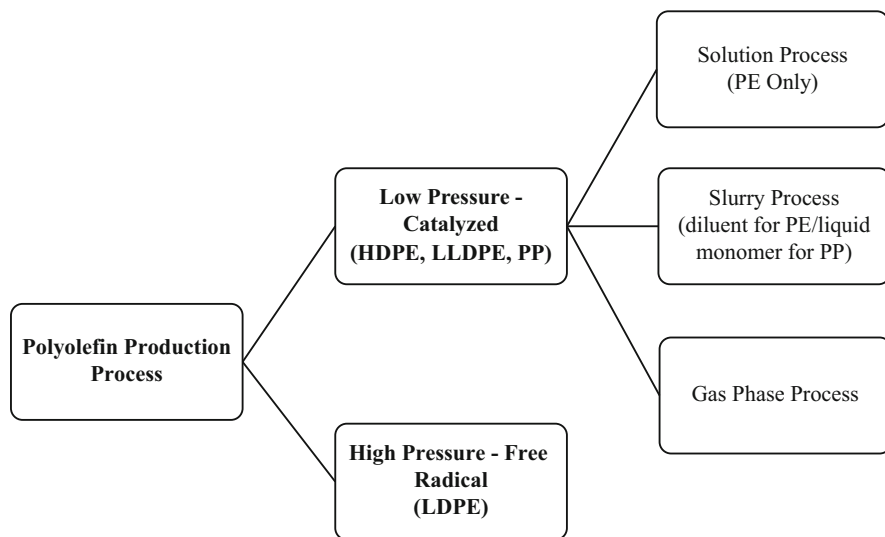 Polyolefin Production
Process
Low Pressure -
Catalyzed
(HDPE, LLDPE, PP)
High Pressure - Free
Radical
(LDPE)
Solution Process
(PE Only)
Slurry Process
(diluent for PE/liquid
monomer for PP)
Gas Phase Process